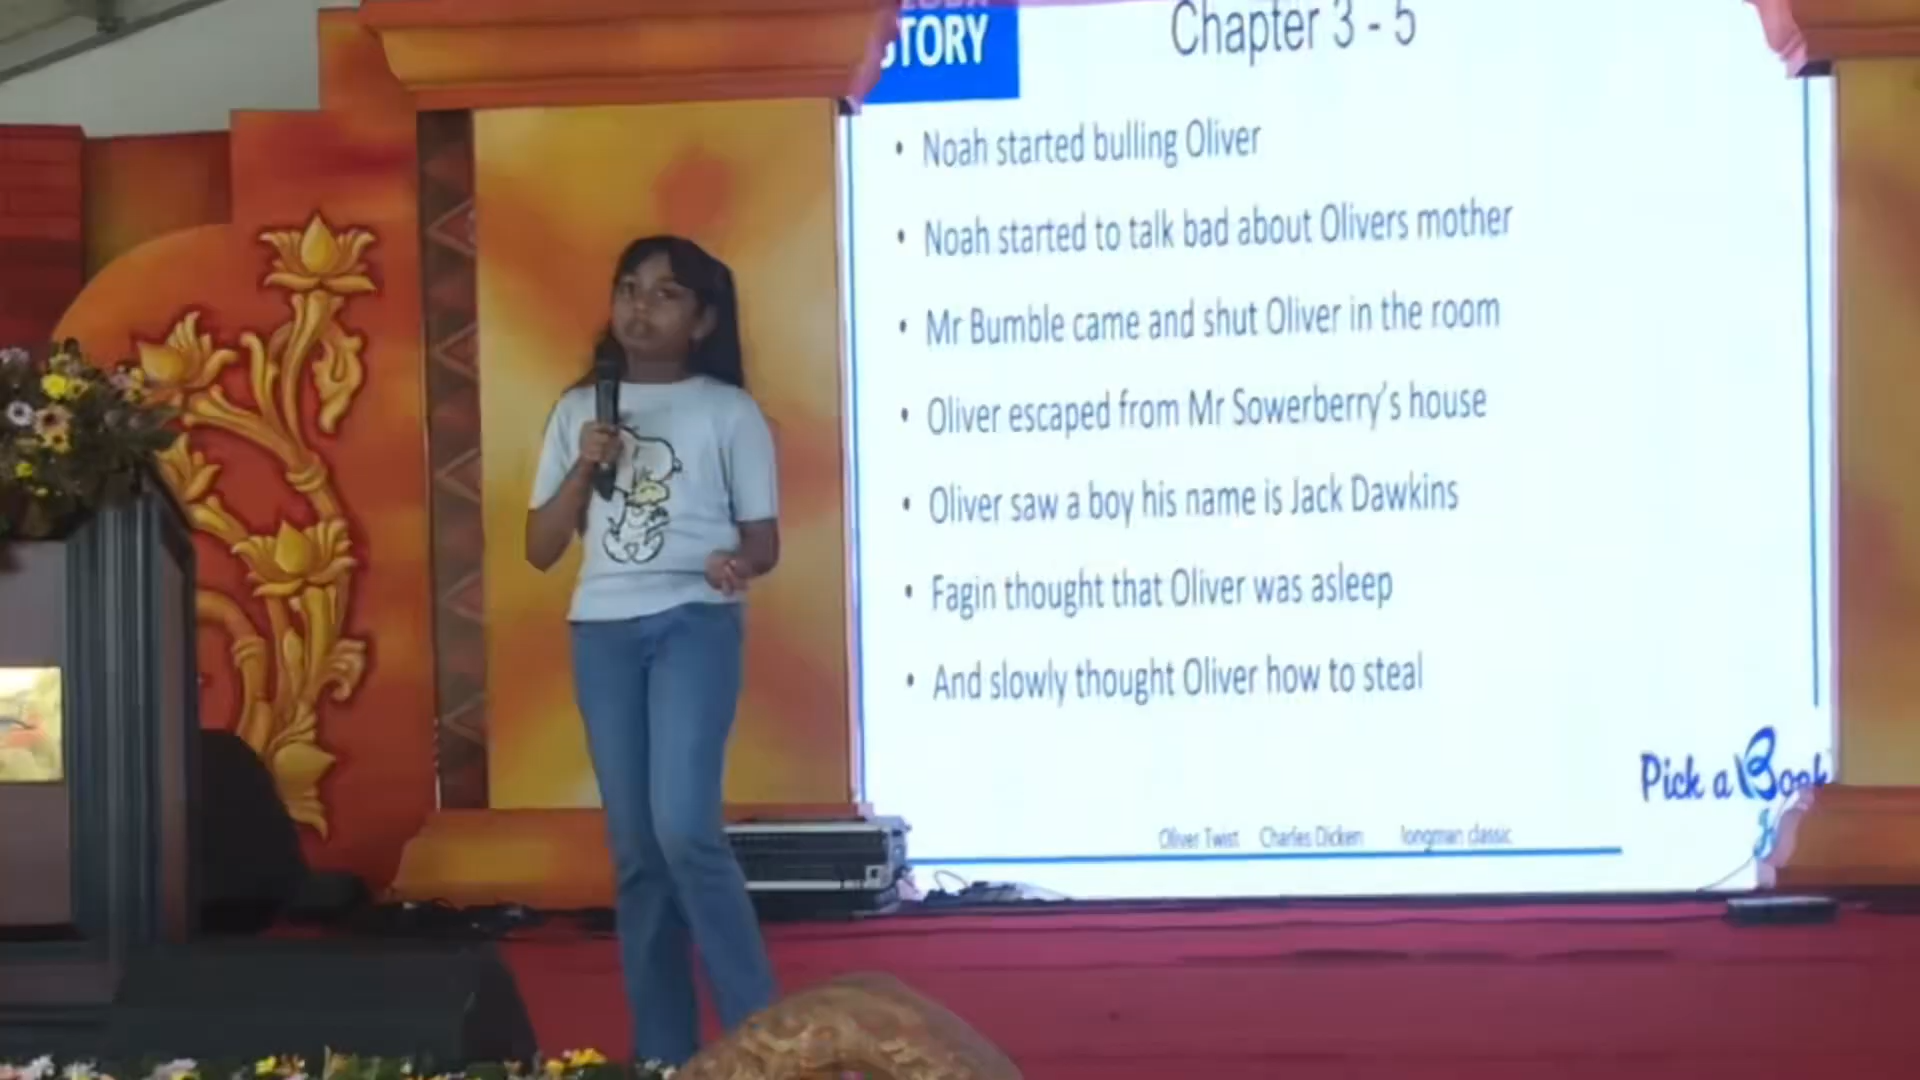 STORY
Chapter 3 - 5
• Noah started bulling Oliver
• Noah started to talk bad about Olivers mother
• Mr Bumble came and shut Oliver in the room
• Oliver escaped from Mr Sowerberry's house
• Oliver saw a boy his name is Jack Dawkins
• Fagin thought that Oliver was asleep
• And slowly thought Oliver how to steal
Pick a Book
Oliver Twist Charles Dicken longman classic